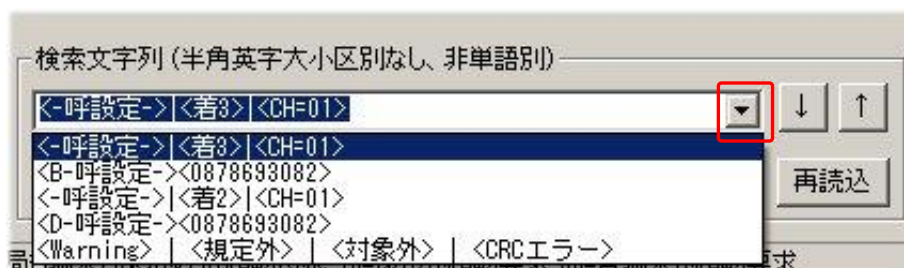 検索文字列 (半角英字大小区別なし、非単語別)
<-呼設定->|<着3>|<CH=01>
↓ ↑
<-呼設定->|<着3>|<CH=01>
<B-呼設定-><0878693082>
<-呼設定->|<着2>|<CH=01>
再読込
<D-呼設定-><0878693082>
<Warning> | <規定外> | <対象外> | <CRCエラー>